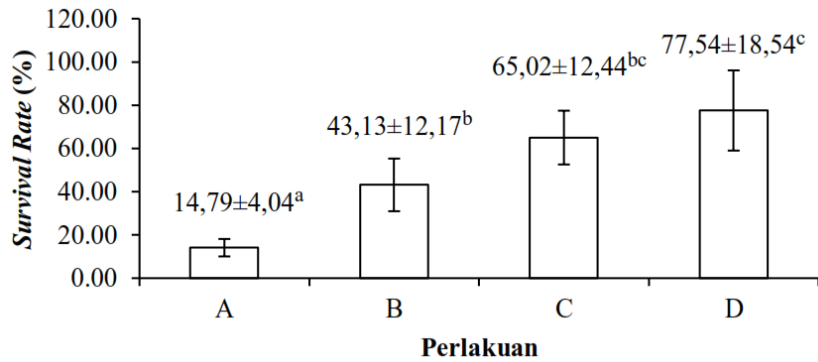 120.00
100.00
80.00
60.00
40.00
20.00
0.00
Survival Rate (%)
14,79±4,04a
43,13±12,17b
65,02±12,44bc
77,54±18,54c
A B C D
Perlakuan